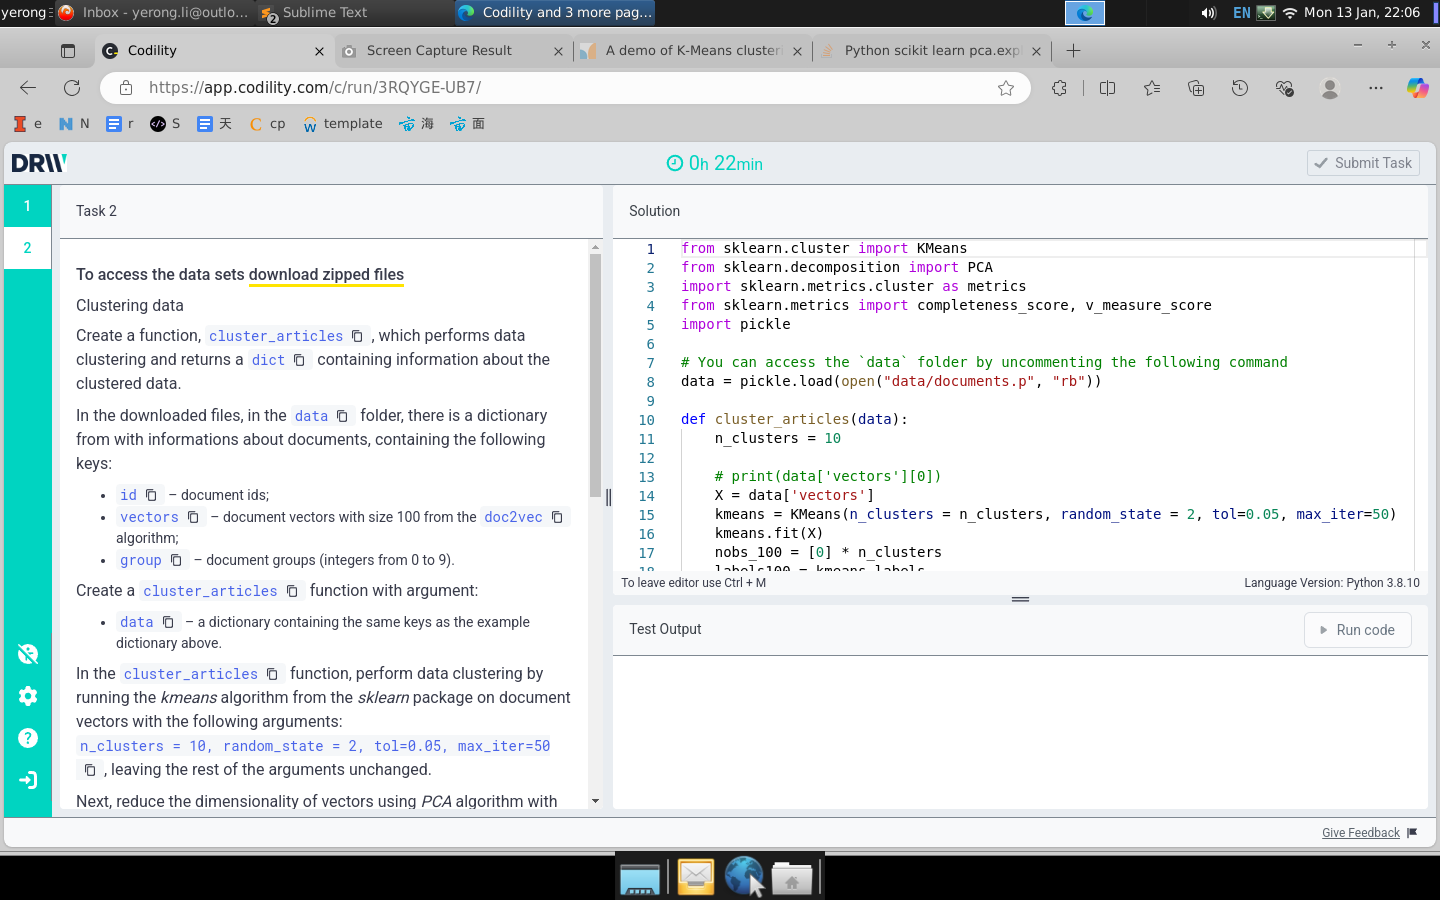 yerong
Inbox - yerong.li@outlo...
2
Sublime Text
Codility and 3 more pag...
EN
Mon 13 Jan, 22:06
Codility
Screen Capture Result
A demo of K-Means cluster
Python scikit learn pca.exp
https://app.codility.com/c/run/3RQYGE-UB7/
e
N
r
S
天
cp
template
海
面
DRW
0h 22min
Submit Task
1
2
Task 2
To access the data sets download zipped files
Clustering data
Create a function, cluster_articles , which performs data
clustering and returns a dict containing information about the
clustered data.
In the downloaded files, in the data folder, there is a dictionary
from with informations about documents, containing the following
keys:
• id – document ids;
• vectors – document vectors with size 100 from the doc2vec
algorithm;
• group – document groups (integers from 0 to 9).
Create a cluster_articles function with argument:
• data – a dictionary containing the same keys as the example
dictionary above.
In the cluster_articles function, perform data clustering by
running the kmeans algorithm from the sklearn package on document
vectors with the following arguments:
n_clusters = 10, random_state = 2, tol=0.05, max_iter=50
, leaving the rest of the arguments unchanged.
Next, reduce the dimensionality of vectors using PCA algorithm with
Solution
1 from sklearn.cluster import KMeans
2 from sklearn.decomposition import PCA
3 import sklearn.metrics.cluster as metrics
4 from sklearn.metrics import completeness_score, v_measure_score
5 import pickle
6
7 # You can access the `data` folder by uncommenting the following command
8 data = pickle.load(open("data/documents.p", "rb"))
9
10 def cluster_articles(data):
11 n_clusters = 10
12
13 # print(data['vectors'][0])
14 X = data['vectors']
15 kmeans = KMeans(n_clusters = n_clusters, random_state = 2, tol=0.05, max_iter=50)
16 kmeans.fit(X)
17 nobs_100 = [0] * n_clusters
18 labels100 = kmeans.labels_
To leave editor use Ctrl + M
Language Version: Python 3.8.10
Test Output
Run code
Give Feedback